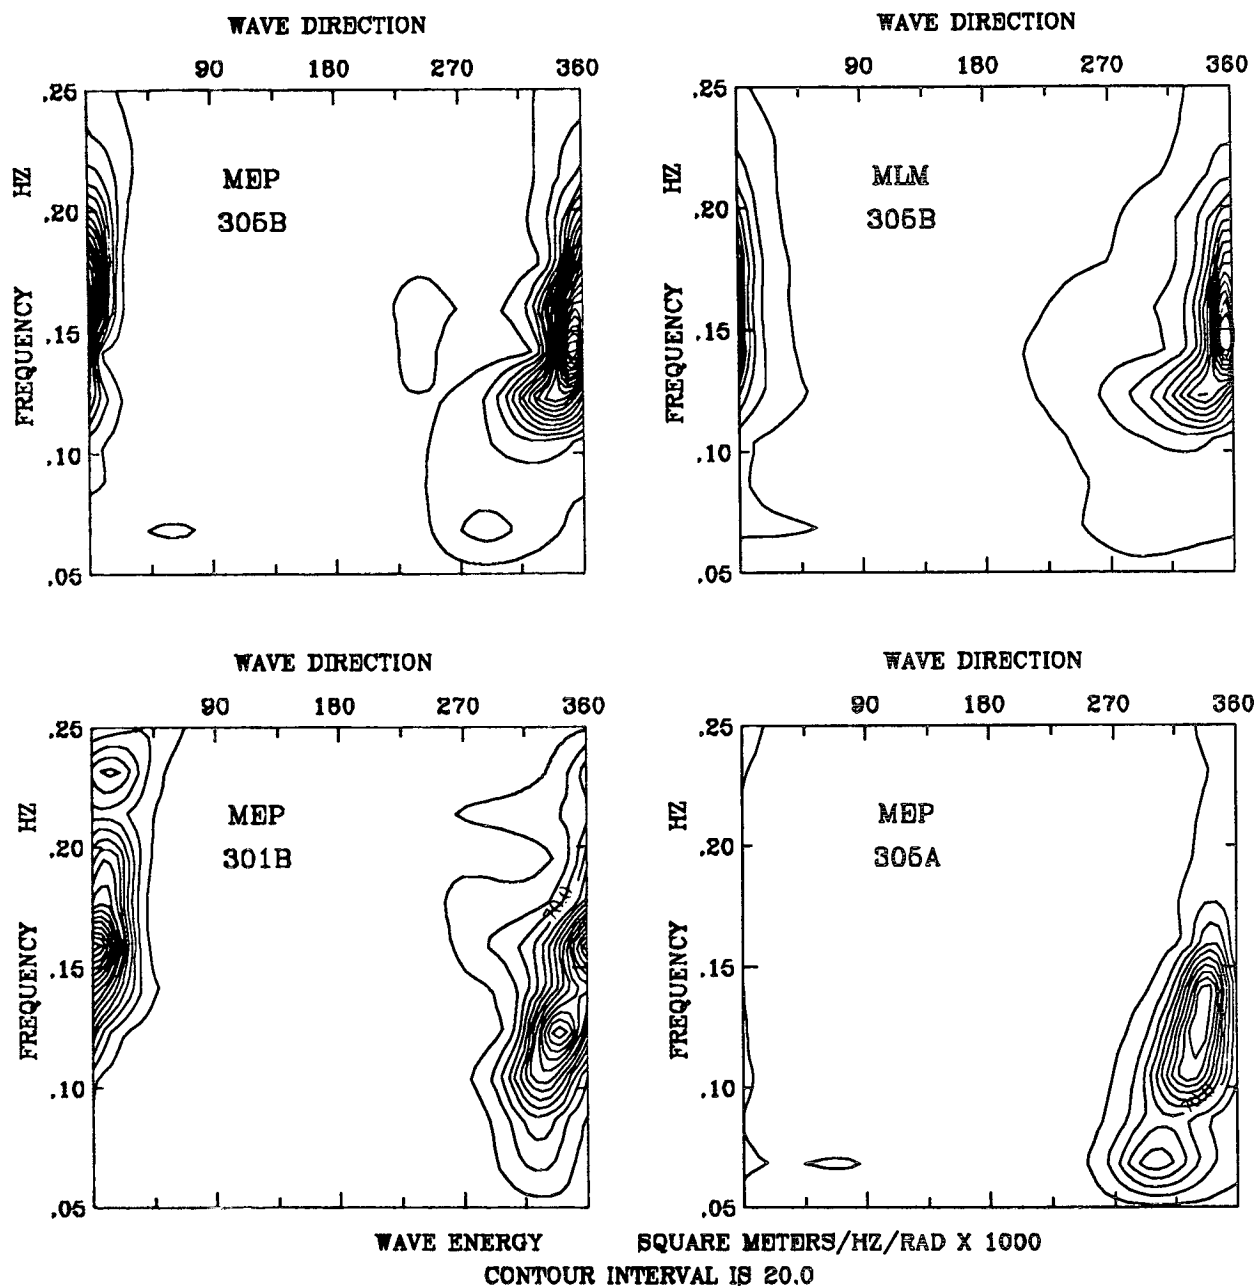 WAVE DIRECTION WAVE DIRECTION
90 180 270 360 90 180 270 360
.25 .25
MEP MLM
HZ HZ
.20 305B .20 305B
FREQUENCY FREQUENCY
.15 .15
.10 .10
.05 .05
WAVE DIRECTION WAVE DIRECTION
90 180 270 360 90 180 270 360
.25 .25
MEP MEP
HZ HZ
.20 301B .20 305A
70.0
FREQUENCY FREQUENCY
.15 .15
.10 .10
.05 .05
WAVE ENERGY SQUARE METERS/HZ/RAD X 1000
CONTOUR INTERVAL IS 20.0